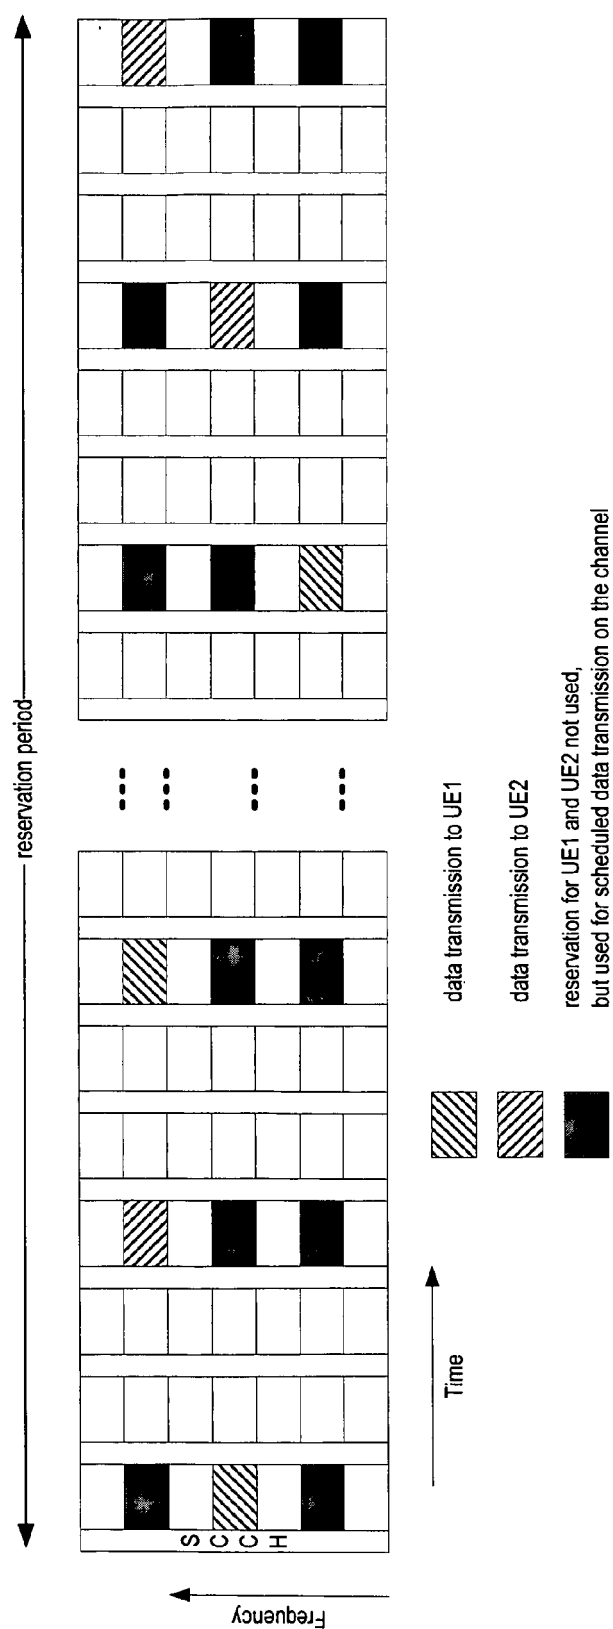 reservation period
S
C
C
H
Frequency
Time
data transmission to UE1
data transmission to UE2
reservation for UE1 and UE2 not used,
but used for scheduled data transmission on the channel